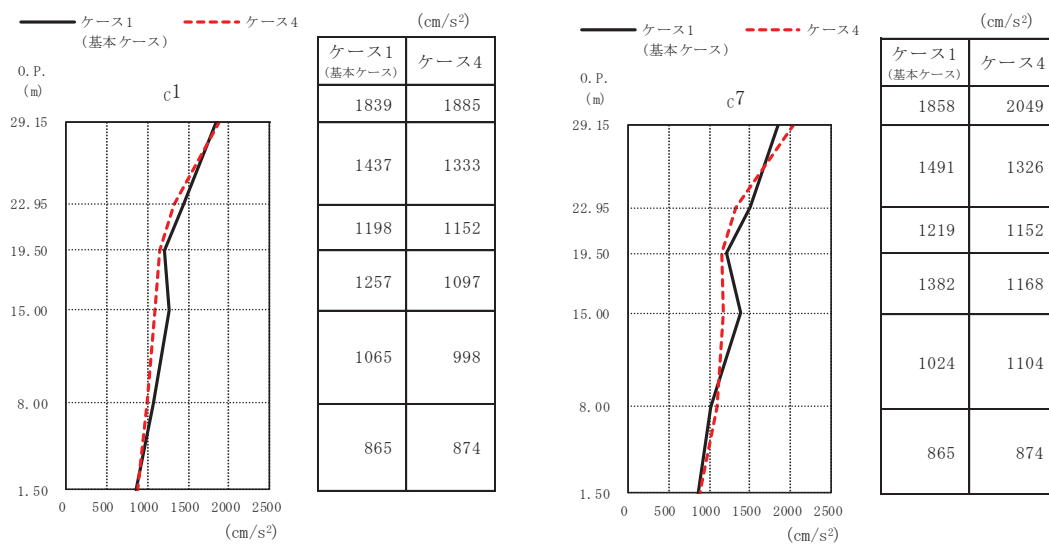 ケース1 ケース4
(基本ケース)
O.P.
(m)
C1
29.15
22.95
19.50
15.00
8.00
1.50
0 500 1000 1500 2000 2500
(cm/s²)
(cm/s²)
ケース1 ケース4
(基本ケース)
1839 1885
1437 1333
1198 1152
1257 1097
1065 998
865 874
ケース1 ケース4
(基本ケース)
O.P.
(m)
C7
29.15
22.95
19.50
15.00
8.00
1.50
0 500 1000 1500 2000 2500
(cm/s²)
(cm/s²)
ケース1 ケース4
(基本ケース)
1858 2049
1491 1326
1219 1152
1382 1168
1024 1104
865 874